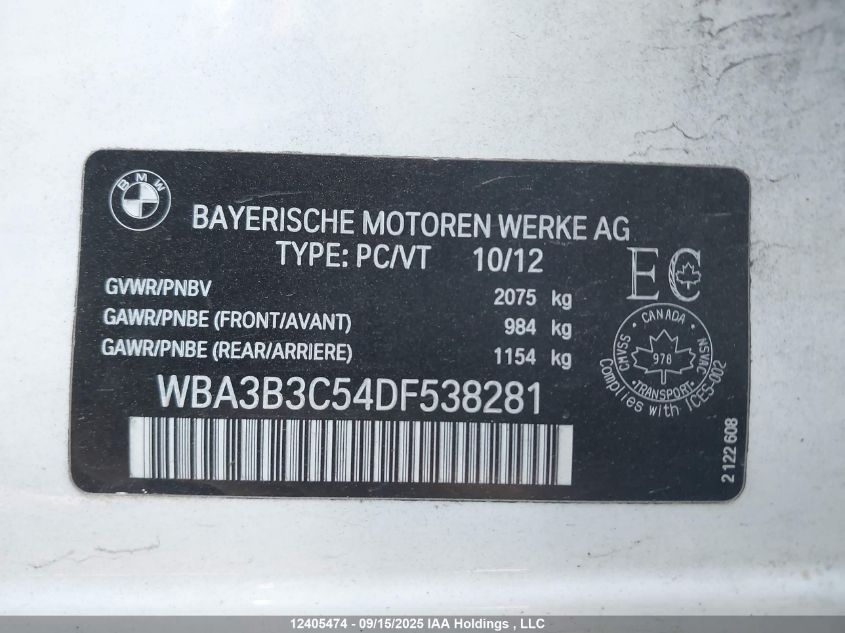 BMW
BAYERISCHE MOTOREN WERKE AG
TYPE: PC/VT 10/12
EC
GVWR/PNBV 2075 kg
GAWR/PNBE (FRONT/AVANT) 984 kg
GAWR/PNBE (REAR/ARRIERE) 1154 kg
CANADA
CMVSS
NSVAC
978
TRANSPORT
Complies with ICES-002
WBA3B3C54DF538281
2 122 608
12405474 - 09/15/2025 IAA Holdings , LLC